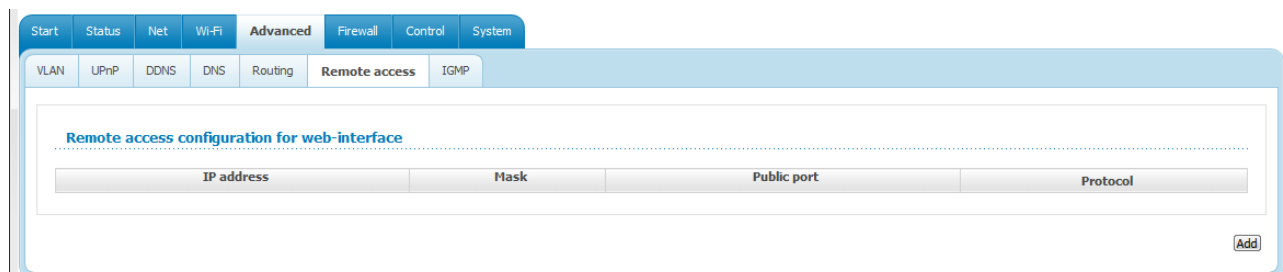 Start Status Net Wi-Fi Advanced Firewall Control System
VLAN UPnP DDNS DNS Routing Remote access IGMP
Remote access configuration for web-interface
IP address Mask Public port Protocol
Add